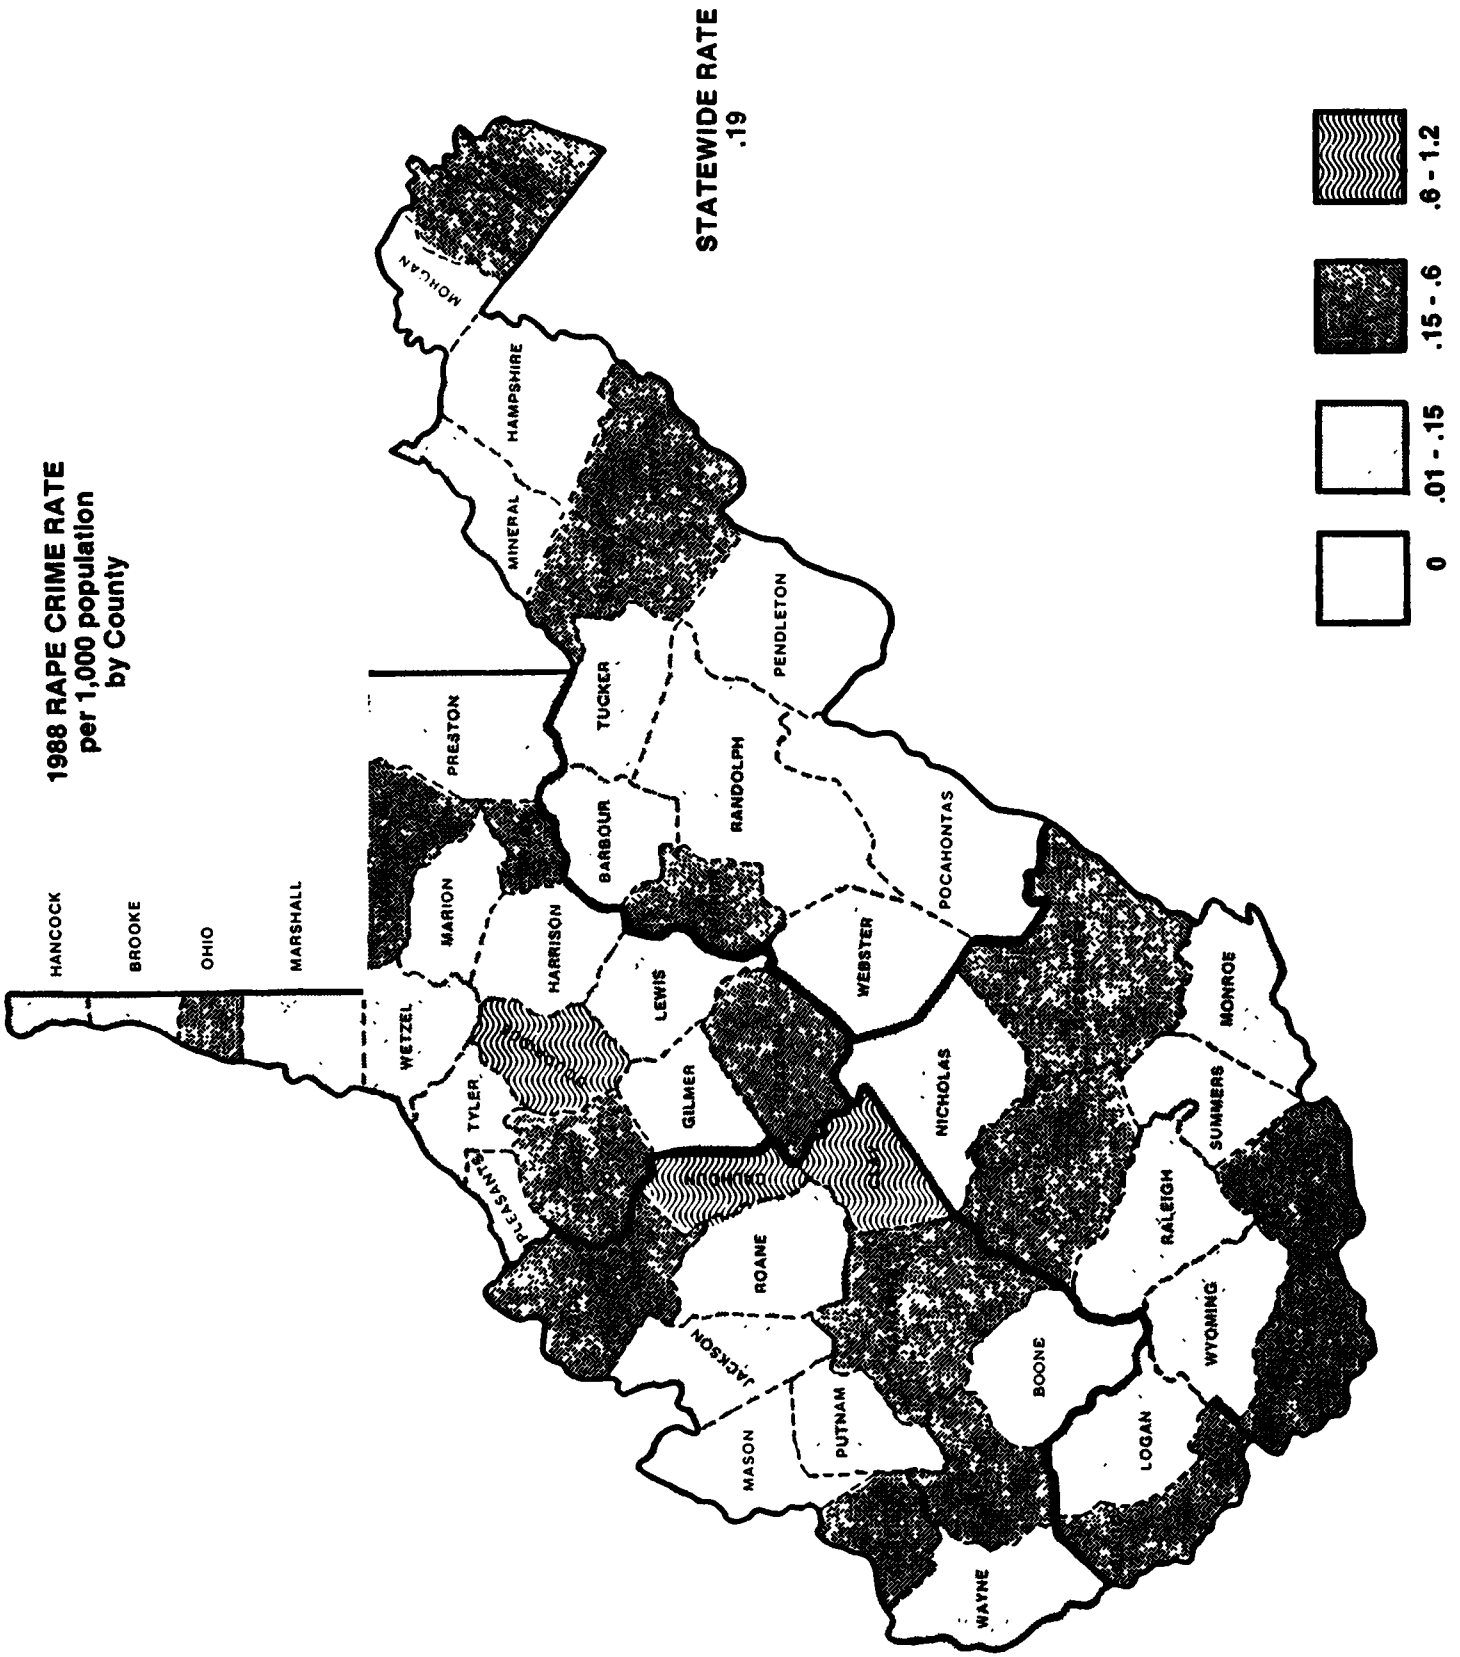 1988 RAPE CRIME RATE
per 1,000 population
by County
HANCOCK
BROOKE
OHIO
MARSHALL
WETZEL
MARION
PRESTON
TYLER
PLEASANTS
HARRISON
LEWIS
GILMER
CALHOUN
CLAY
BARBOUR
TUCKER
RANDOLPH
MINERAL
HAMPSHIRE
MORGAN
PENDLETON
POCAHONTAS
WEBSTER
NICHOLAS
ROANE
JACKSON
MASON
PUTNAM
BOONE
LOGAN
WAYNE
WYOMING
RALEIGH
SUMMERS
MONROE
STATEWIDE RATE
.19
0
.01 - .15
.15 - .6
.6 - 1.2